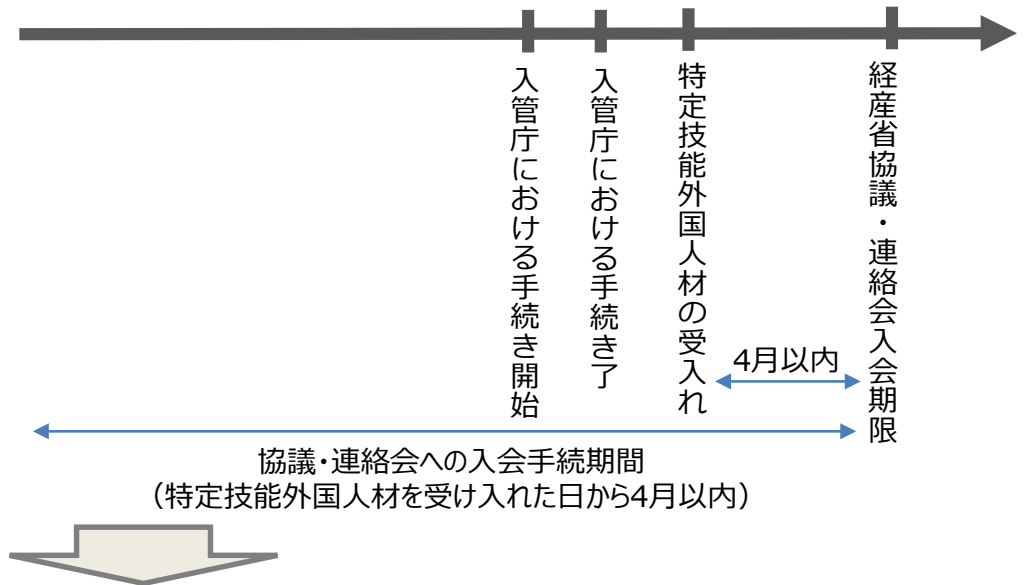 入管庁における手続き開始
入管庁における手続き了
特定技能外国人材の受入れ
経産省協議・連絡会入会期限
4月以内
協議・連絡会への入会手続期間
（特定技能外国人材を受け入れた日から4月以内）